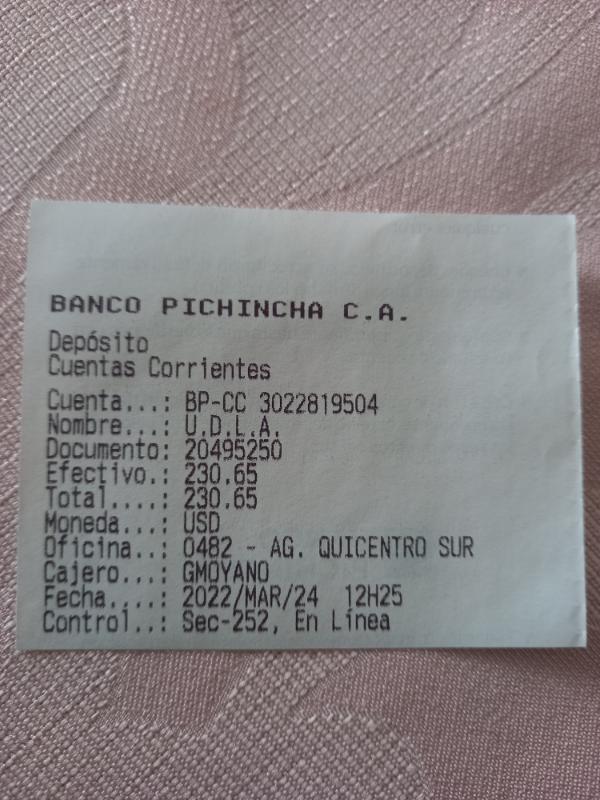 BANCO PICHINCHA C.A.
Depósito
Cuentas Corrientes
Cuenta...: BP-CC 3022819504
Nombre...: U.D.L.A.
Documento: 20495250
Efectivo.: 230.65
Total....: 230.65
Moneda...: USD
Oficina..: 0482 - AG. QUICENTRO SUR
Cajero...: GMOYANO
Fecha....: 2022/MAR/24 12H25
Control..: Sec-252, En Línea